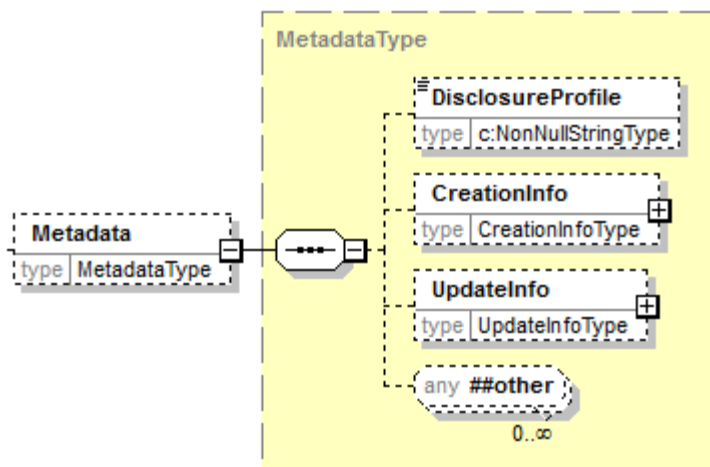 MetadataType
DisclosureProfile
type c:NonNullStringType
CreationInfo
type CreationInfoType
Metadata
type MetadataType
UpdateInfo
type UpdateInfoType
any ##other
0..∞